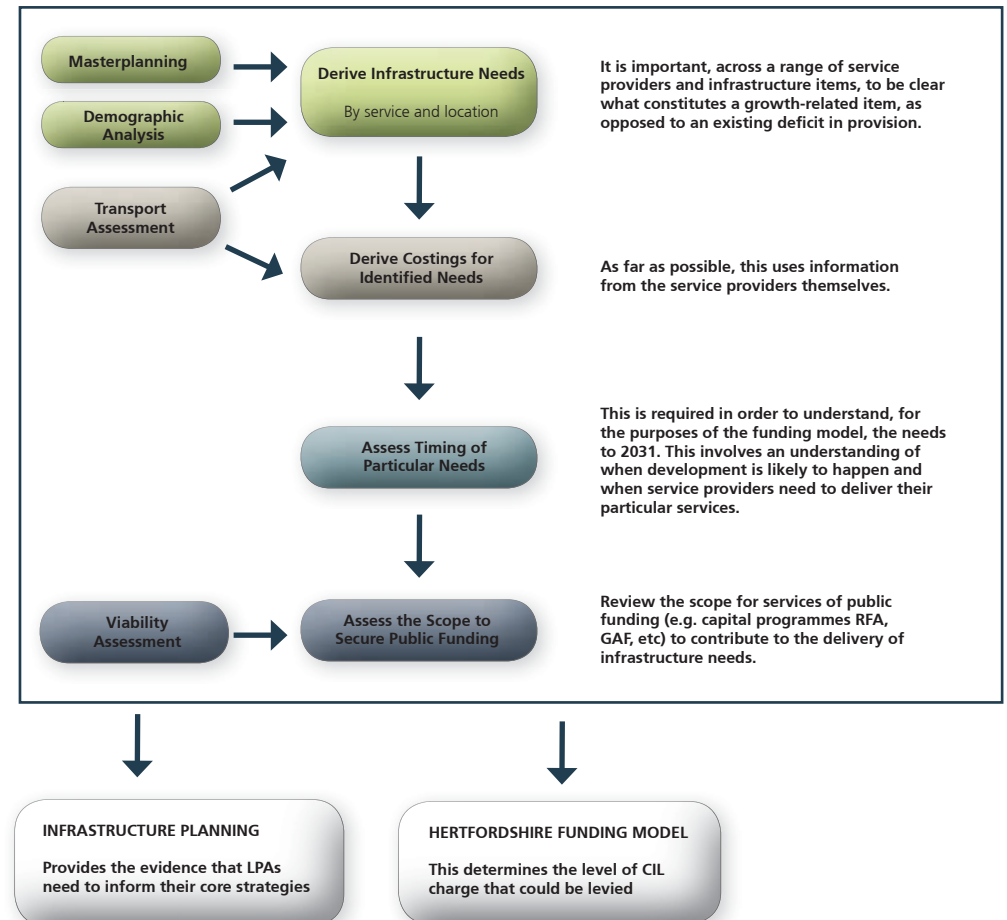 Masterplanning
Demographic
Analysis
Transport
Assessment
Derive Infrastructure Needs
By service and location
It is important, across a range of service
providers and infrastructure items, to be clear
what constitutes a growth-related item, as
opposed to an existing deficit in provision.
Derive Costings for
Identified Needs
As far as possible, this uses information
from the service providers themselves.
Assess Timing of
Particular Needs
This is required in order to understand, for
the purposes of the funding model, the needs
to 2031. This involves an understanding of
when development is likely to happen and
when service providers need to deliver their
particular services.
Viability
Assessment
Assess the Scope to
Secure Public Funding
Review the scope for services of public
funding (e.g. capital programmes RFA,
GAF, etc) to contribute to the delivery of
infrastructure needs.
INFRASTRUCTURE PLANNING
Provides the evidence that LPAs
need to inform their core strategies
HERTFORDSHIRE FUNDING MODEL
This determines the level of CIL
charge that could be levied